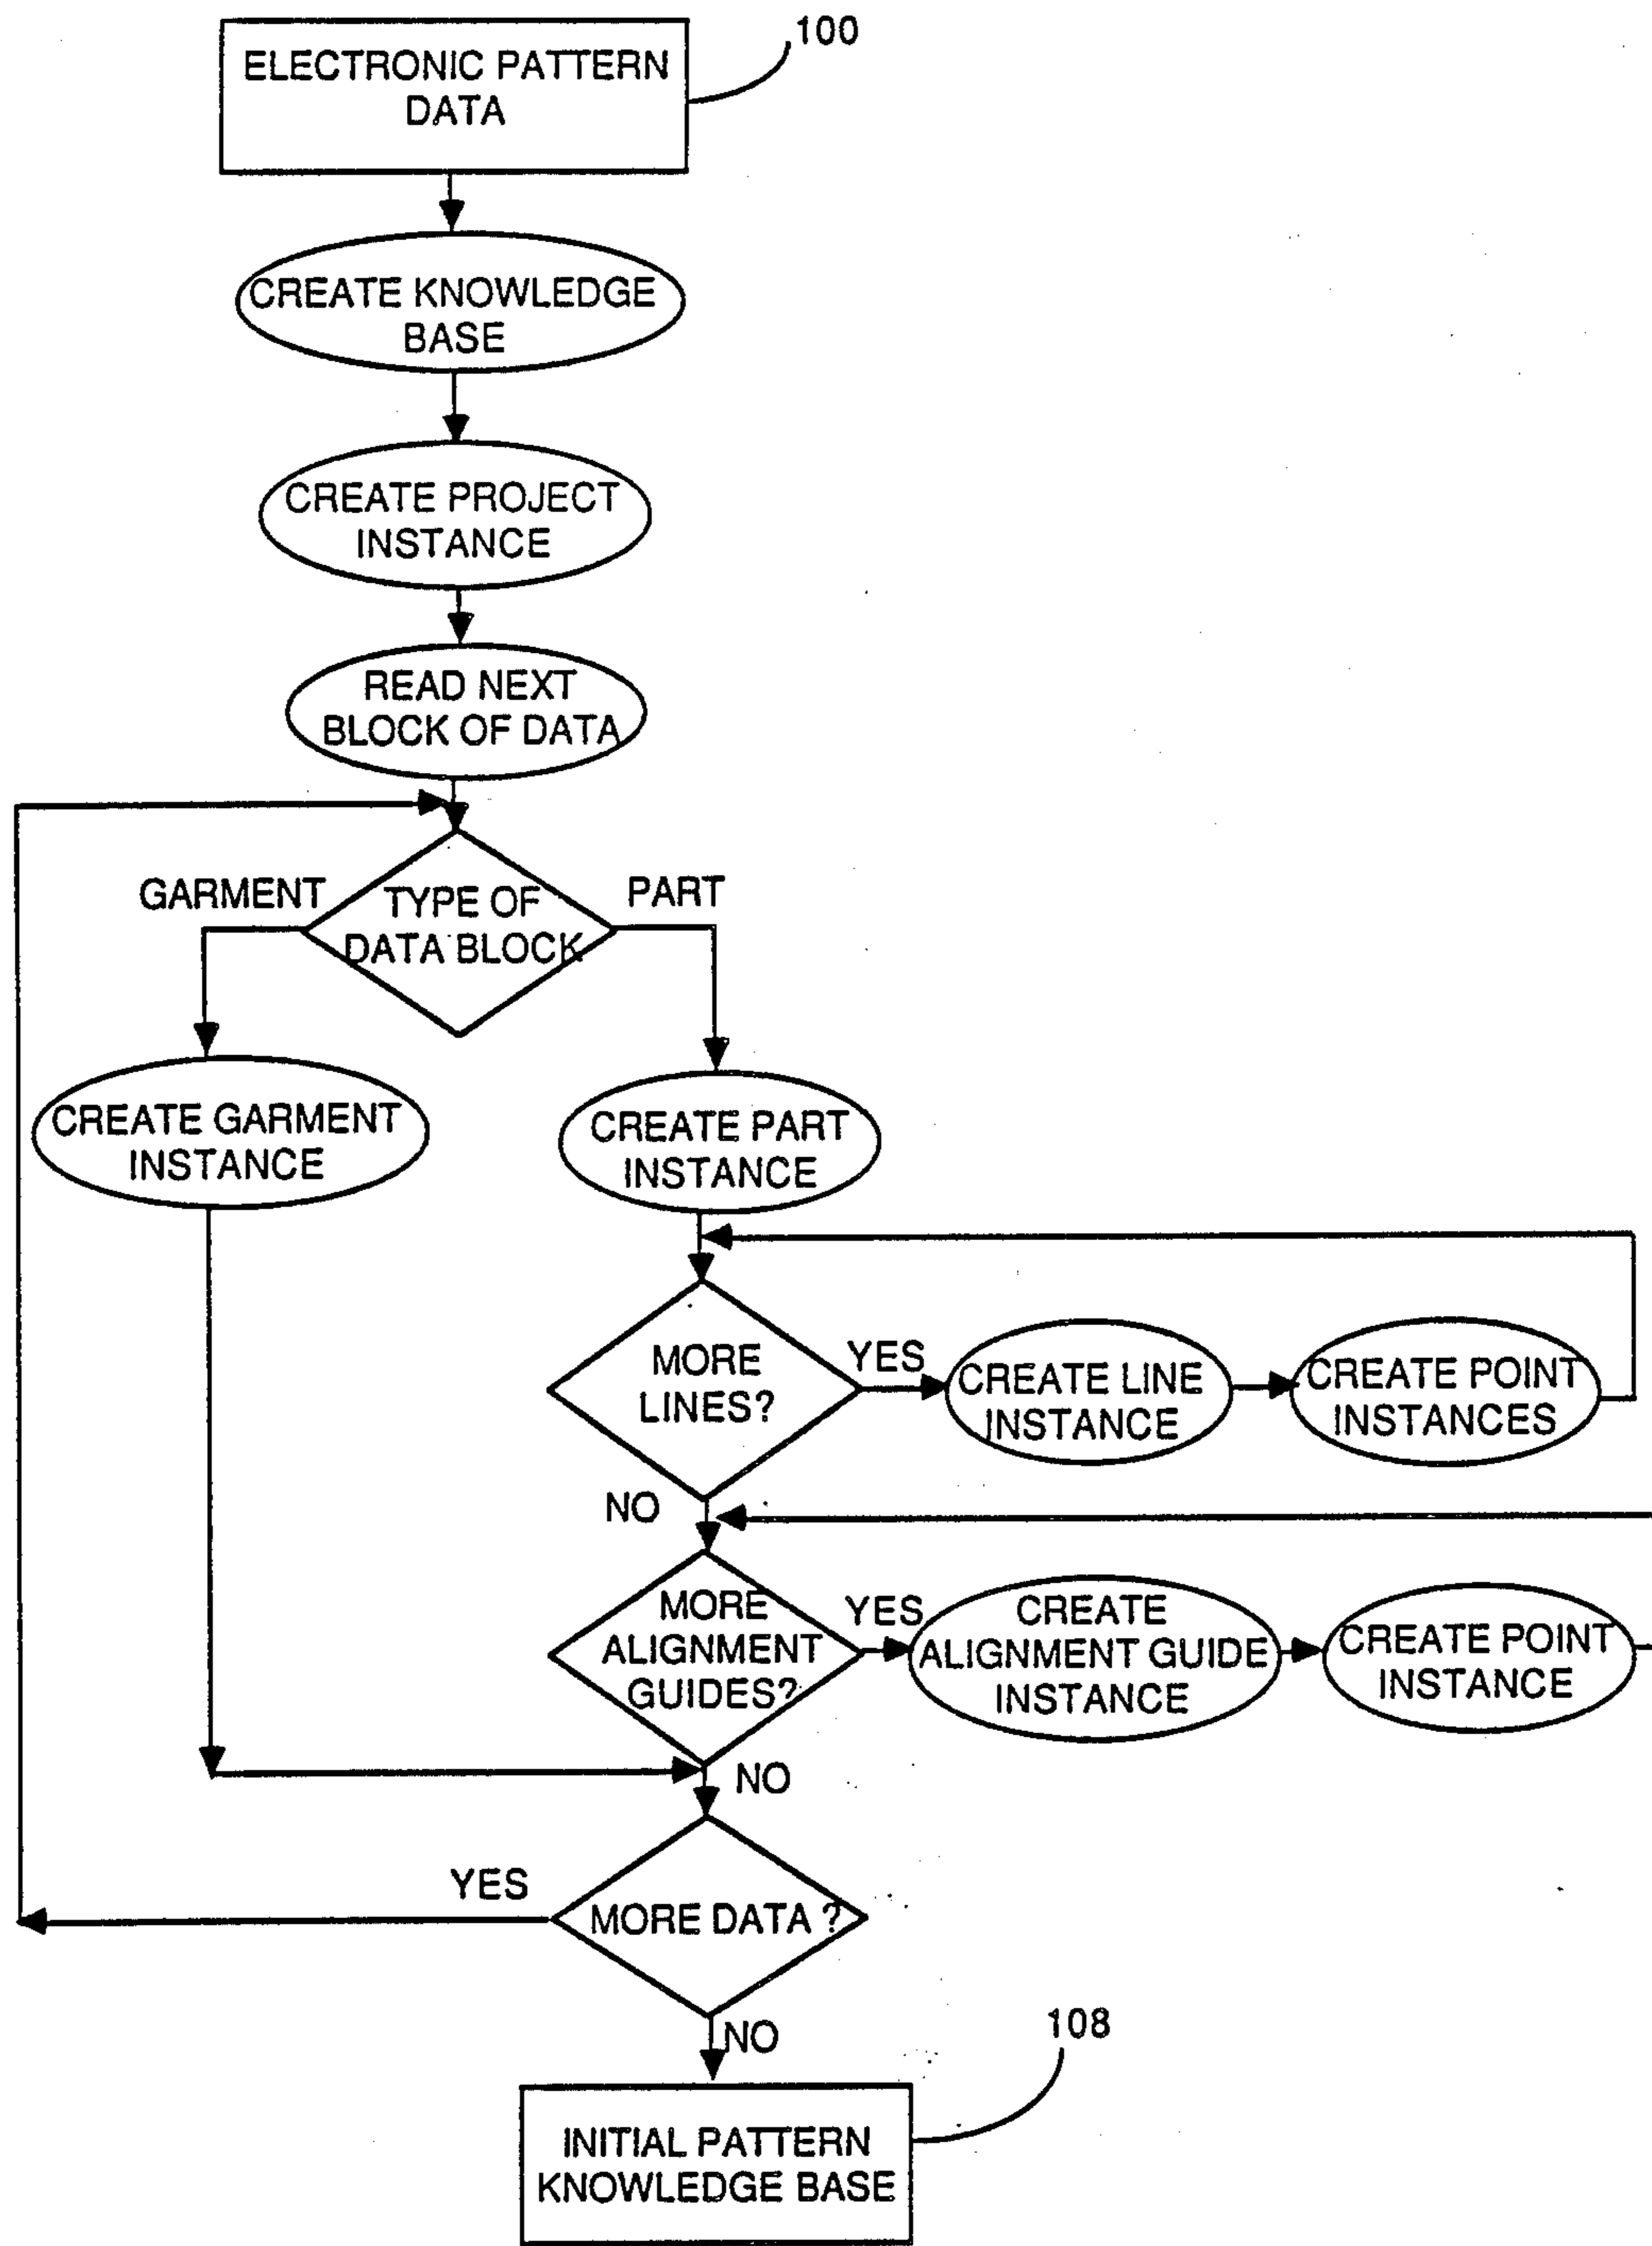 100
ELECTRONIC PATTERN
DATA
CREATE KNOWLEDGE
BASE
CREATE PROJECT
INSTANCE
READ NEXT
BLOCK OF DATA
GARMENT
TYPE OF
DATA BLOCK
PART
CREATE GARMENT
INSTANCE
CREATE PART
INSTANCE
MORE
LINES?
YES
CREATE LINE
INSTANCE
CREATE POINT
INSTANCES
NO
MORE
ALIGNMENT
GUIDES?
YES
CREATE
ALIGNMENT GUIDE
INSTANCE
CREATE POINT
INSTANCE
NO
YES
MORE DATA ?
NO
108
INITIAL PATTERN
KNOWLEDGE BASE